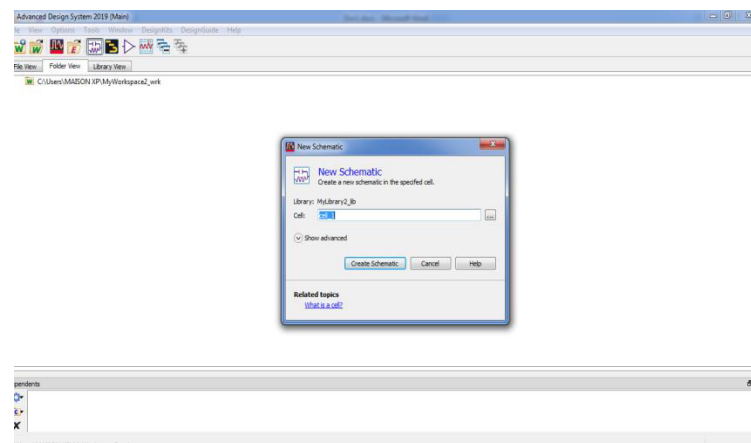 Advanced Design System 2019 (Main)
View Options Tools Window DesignKits DesignGuide Help
File View Folder View Library View
C:\Users\MAISON XP\MyWorkspace2_wrk
New Schematic
New Schematic
Create a new schematic in the specified cell.
Library: MyLibrary2_lib
Cell: cell_1
Show advanced
Create Schematic Cancel Help
Related topics
What is a cell?
pendents